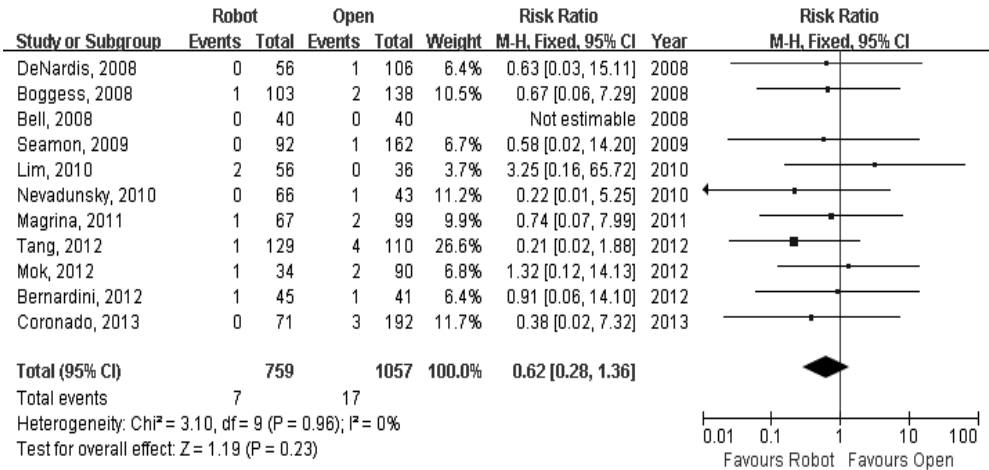 Robot Open Risk Ratio Risk Ratio
Study or Subgroup Events Total Events Total Weight M-H, Fixed, 95% CI Year M-H, Fixed, 95% CI
DeNardis, 2008 0 56 1 106 6.4% 0.63 [0.03, 15.11] 2008
Boggess, 2008 1 103 2 138 10.5% 0.67 [0.06, 7.29] 2008
Bell, 2008 0 40 0 40 Not estimable 2008
Seamon, 2009 0 92 1 162 6.7% 0.58 [0.02, 14.20] 2009
Lim, 2010 2 56 0 36 1.7% 3.25 [0.16, 65.72] 2010
Nevadunsky, 2010 0 66 1 43 11.2% 0.22 [0.01, 5.25] 2010
Magrina, 2011 1 67 2 99 9.9% 0.74 [0.07, 7.99] 2011
Tang, 2012 1 129 4 110 26.6% 0.21 [0.02, 1.88] 2012
Mok, 2012 1 34 2 90 6.8% 1.32 [0.12, 14.13] 2012
Bernardini, 2012 1 45 1 41 6.4% 0.91 [0.06, 14.10] 2012
Coronado, 2013 0 71 3 192 11.7% 0.38 [0.02, 7.32] 2013
Total (95% CI) 759 1057 100.0% 0.62 [0.28, 1.36]
Total events 7 17
Heterogeneity: Chi² = 3.10, df = 9 (P = 0.96); I² = 0%
Test for overall effect: Z = 1.19 (P = 0.23)
0.01 0.1 1 10 100
Favours Robot Favours Open